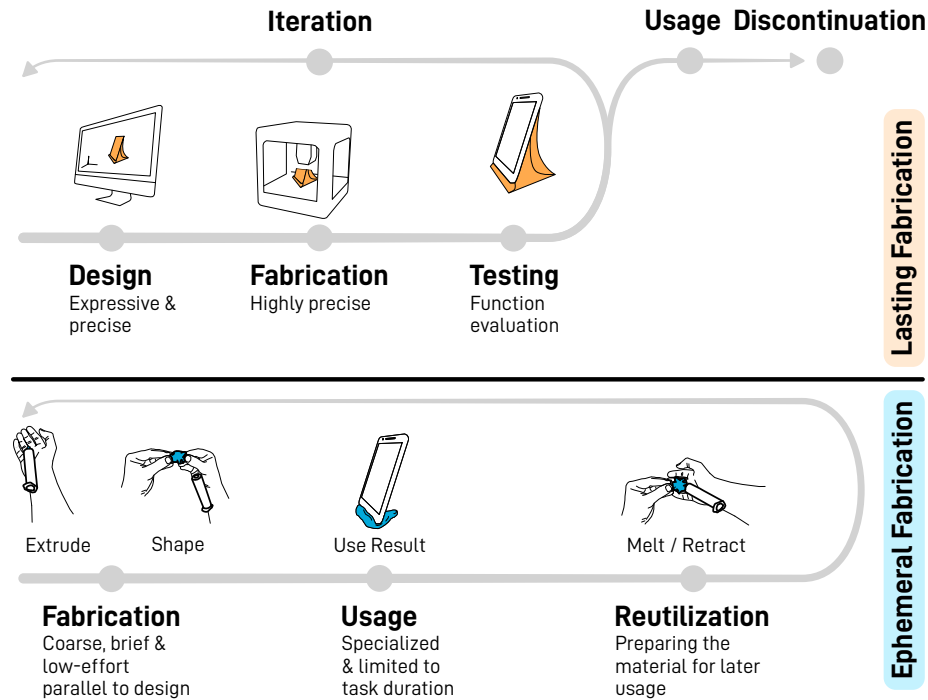 Iteration
Usage
Discontinuation
Design
Expressive &
precise
Fabrication
Highly precise
Testing
Function
evaluation
Lasting Fabrication
Extrude
Shape
Use Result
Melt / Retract
Fabrication
Coarse, brief &
low-effort
parallel to design
Usage
Specialized
& limited to
task duration
Reutilization
Preparing the
material for later
usage
Ephemeral Fabrication